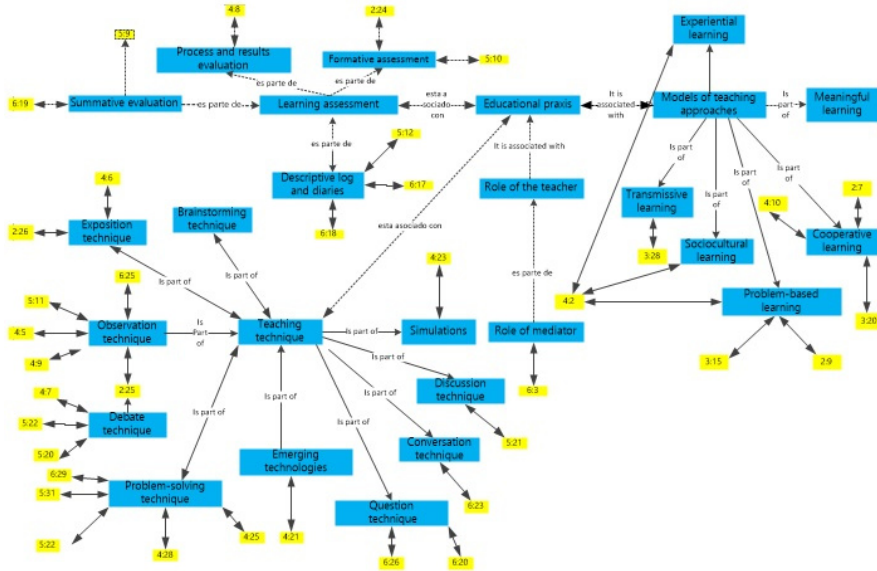 4:8
2:24
Experiential
learning
5:9
Process and results
evaluation
Formative assessment
5:10
es parte de
es parte de
6:19
Summative evaluation
es parte de
Learning assessment
esta a
sociado
con
Educational praxis
It is
associated
with
Models of teaching
approaches
Is
part
of
Meaningful
learning
5:12
es parte de
It is associated with
Is part
of
Is part
of
Is part
of
Is part
of
4:6
Descriptive log
and diaries
6:17
Role of the teacher
Transmissive
learning
4:10
2:7
2:26
Exposition
technique
Brainstorming
technique
6:18
esta asociado con
Sociocultural
learning
Cooperative
learning
3:28
6:25
Is part of
Is part of
4:23
es parte de
4:2
Problem-based
learning
5:11
3:20
4:5
Observation
technique
Is
Part
of
Teaching
technique
Is part of
Simulations
Role of mediator
4:9
Is part of
3:15
2:9
2:25
6:3
4:7
Debate
technique
Is part of
Is part of
Is part of
Is part of
Discussion
technique
5:22
5:20
5:21
Emerging
technologies
Conversation
technique
6:29
Problem-solving
technique
5:31
6:23
Question
technique
5:22
4:28
4:25
4:21
6:26
6:20